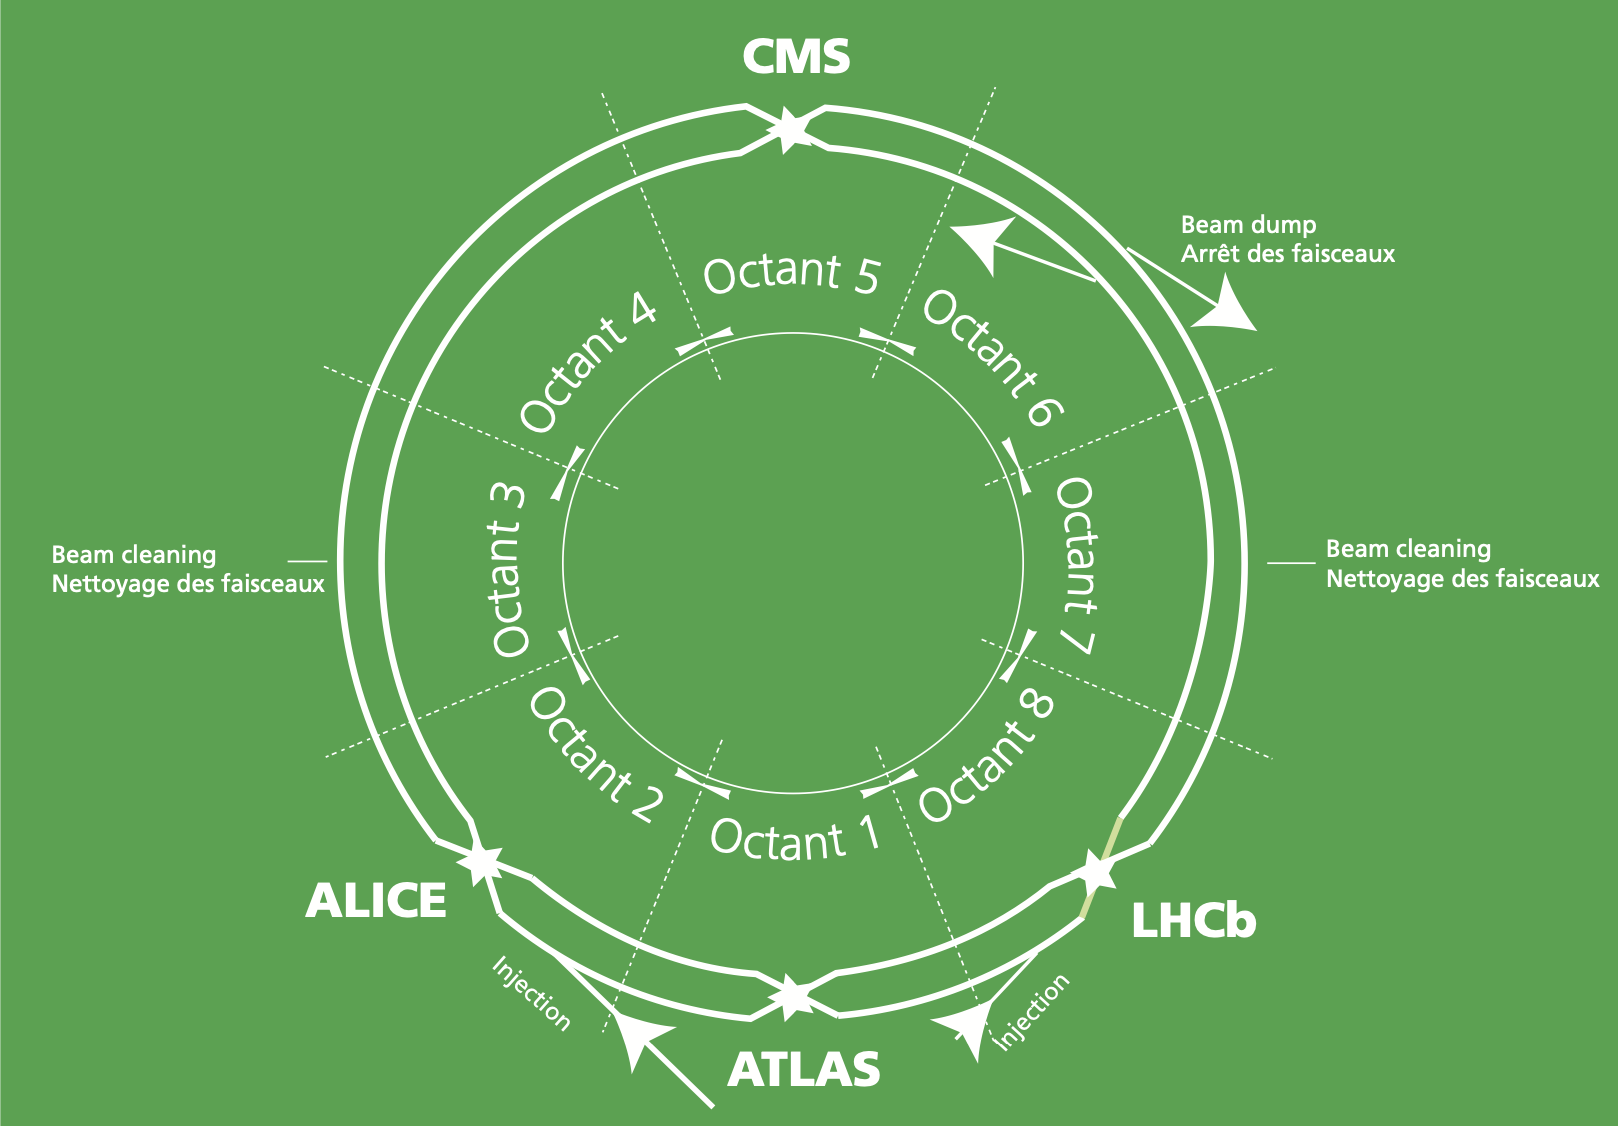 CMS
Beam dump
Arrêt des faisceaux
Octant 5
Octant 4
Octant 6
Octant 3
Octant 7
Beam cleaning
Nettoyage des faisceaux
Beam cleaning
Nettoyage des faisceaux
Octant 2
Octant 8
Octant 1
ALICE
LHCb
Injection
Injection
ATLAS